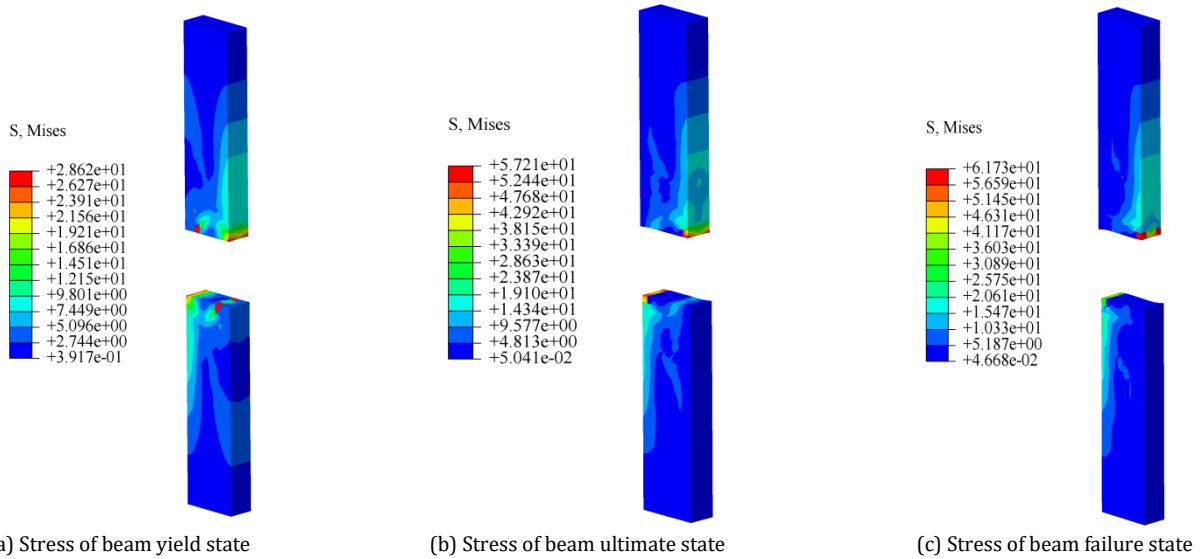 S, Mises
+2.862e+01
+2.627e+01
+2.391e+01
+2.156e+01
+1.921e+01
+1.686e+01
+1.451e+01
+1.215e+01
+9.801e+00
+7.449e+00
+5.096e+00
+2.744e+00
+3.917e-01
S, Mises
+5.721e+01
+5.244e+01
+4.768e+01
+4.292e+01
+3.815e+01
+3.339e+01
+2.863e+01
+2.387e+01
+1.910e+01
+1.434e+01
+9.577e+00
+4.813e+00
+5.041e-02
S, Mises
+6.173e+01
+5.659e+01
+5.145e+01
+4.631e+01
+4.117e+01
+3.603e+01
+3.089e+01
+2.575e+01
+2.061e+01
+1.547e+01
+1.033e+01
+5.187e+00
+4.668e-02
a) Stress of beam yield state
(b) Stress of beam ultimate state
(c) Stress of beam failure state